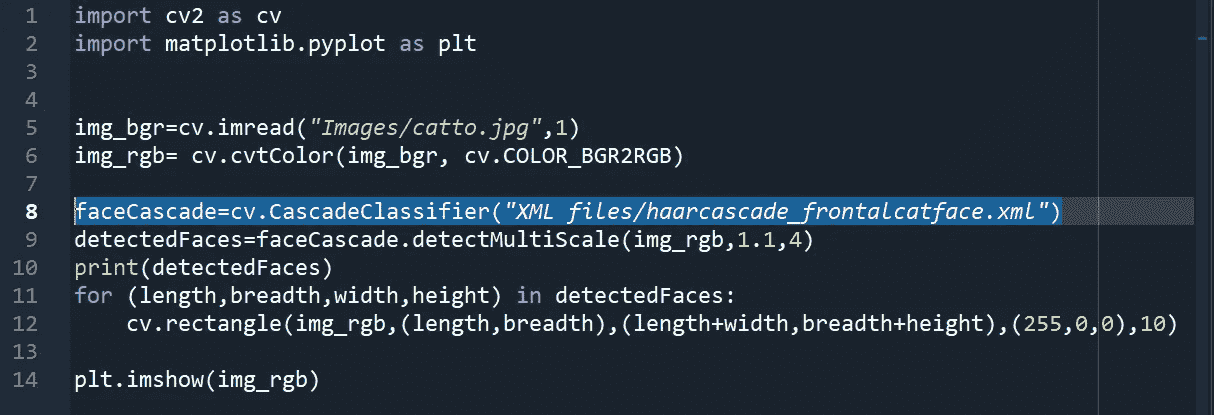 1 import cv2 as cv
2 import matplotlib.pyplot as plt
3
4
5 img_bgr=cv.imread("Images/catto.jpg",1)
6 img_rgb= cv.cvtColor(img_bgr, cv.COLOR_BGR2RGB)
7
8 faceCascade=cv.CascadeClassifier("XML files/haarcascade_frontalcatface.xml")
9 detectedFaces=faceCascade.detectMultiScale(img_rgb,1.1,4)
10 print(detectedFaces)
11 for (length,breadth,width,height) in detectedFaces:
12     cv.rectangle(img_rgb,(length,breadth),(length+width,breadth+height),(255,0,0),10)
13
14 plt.imshow(img_rgb)